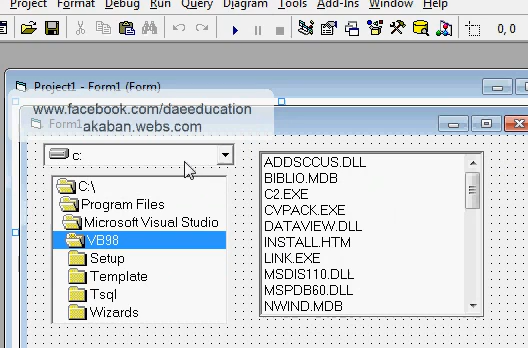 Project Format Debug Run Query Diagram Tools Add-Ins Window Help
0, 0
Project1 - Form1 (Form)
www.facebook.com/daeeducation
Form1
akaban.webs.com
c:
C:\
Program Files
Microsoft Visual Studio
VB98
Setup
Template
Tsql
Wizards
ADDSCCUS.DLL
BIBLIO.MDB
C2.EXE
CVPACK.EXE
DATAVIEW.DLL
INSTALL.HTM
LINK.EXE
MSDIS110.DLL
MSPDB60.DLL
NWIND.MDB